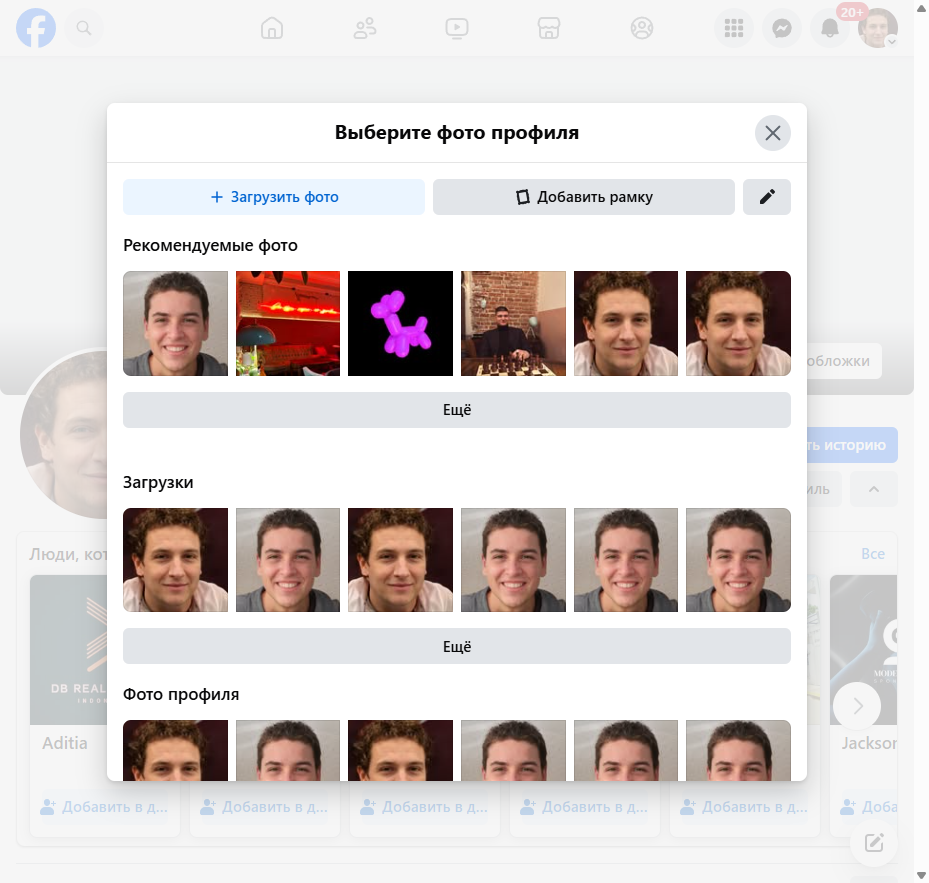 20+
Выберите фото профиля
Загрузить фото
Добавить рамку
Рекомендуемые фото
обложки
Ещё
ть историю
Загрузки
иль
Люди, кот
Все
DB REAL
Ещё
Фото профиля
Aditia
Jackson
Добавить в д...
Добавить в д...
Добавить в д...
Добавить в д...
Добавить в д...
Доба